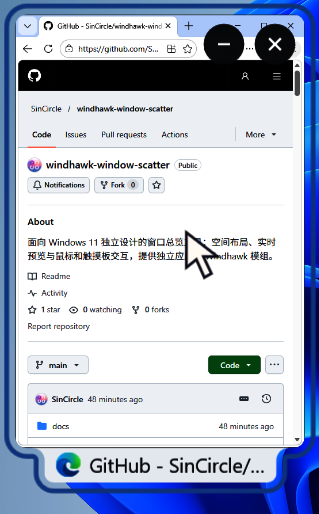 GitHub - SinCircle/windhawk-wind
https://github.com/S...
SinCircle / windhawk-window-scatter
Code Issues Pull requests Actions More
windhawk-window-scatter Public
Notifications Fork 0
About
面向 Windows 11 独立设计的窗口总览：空间布局、实时
预览与鼠标和触摸板交互，提供独立应 windhawk 模组。
Readme
Activity
1 star 0 watching 0 forks
Report repository
main Code
SinCircle 48 minutes ago
docs 48 minutes ago
GitHub - SinCircle/...